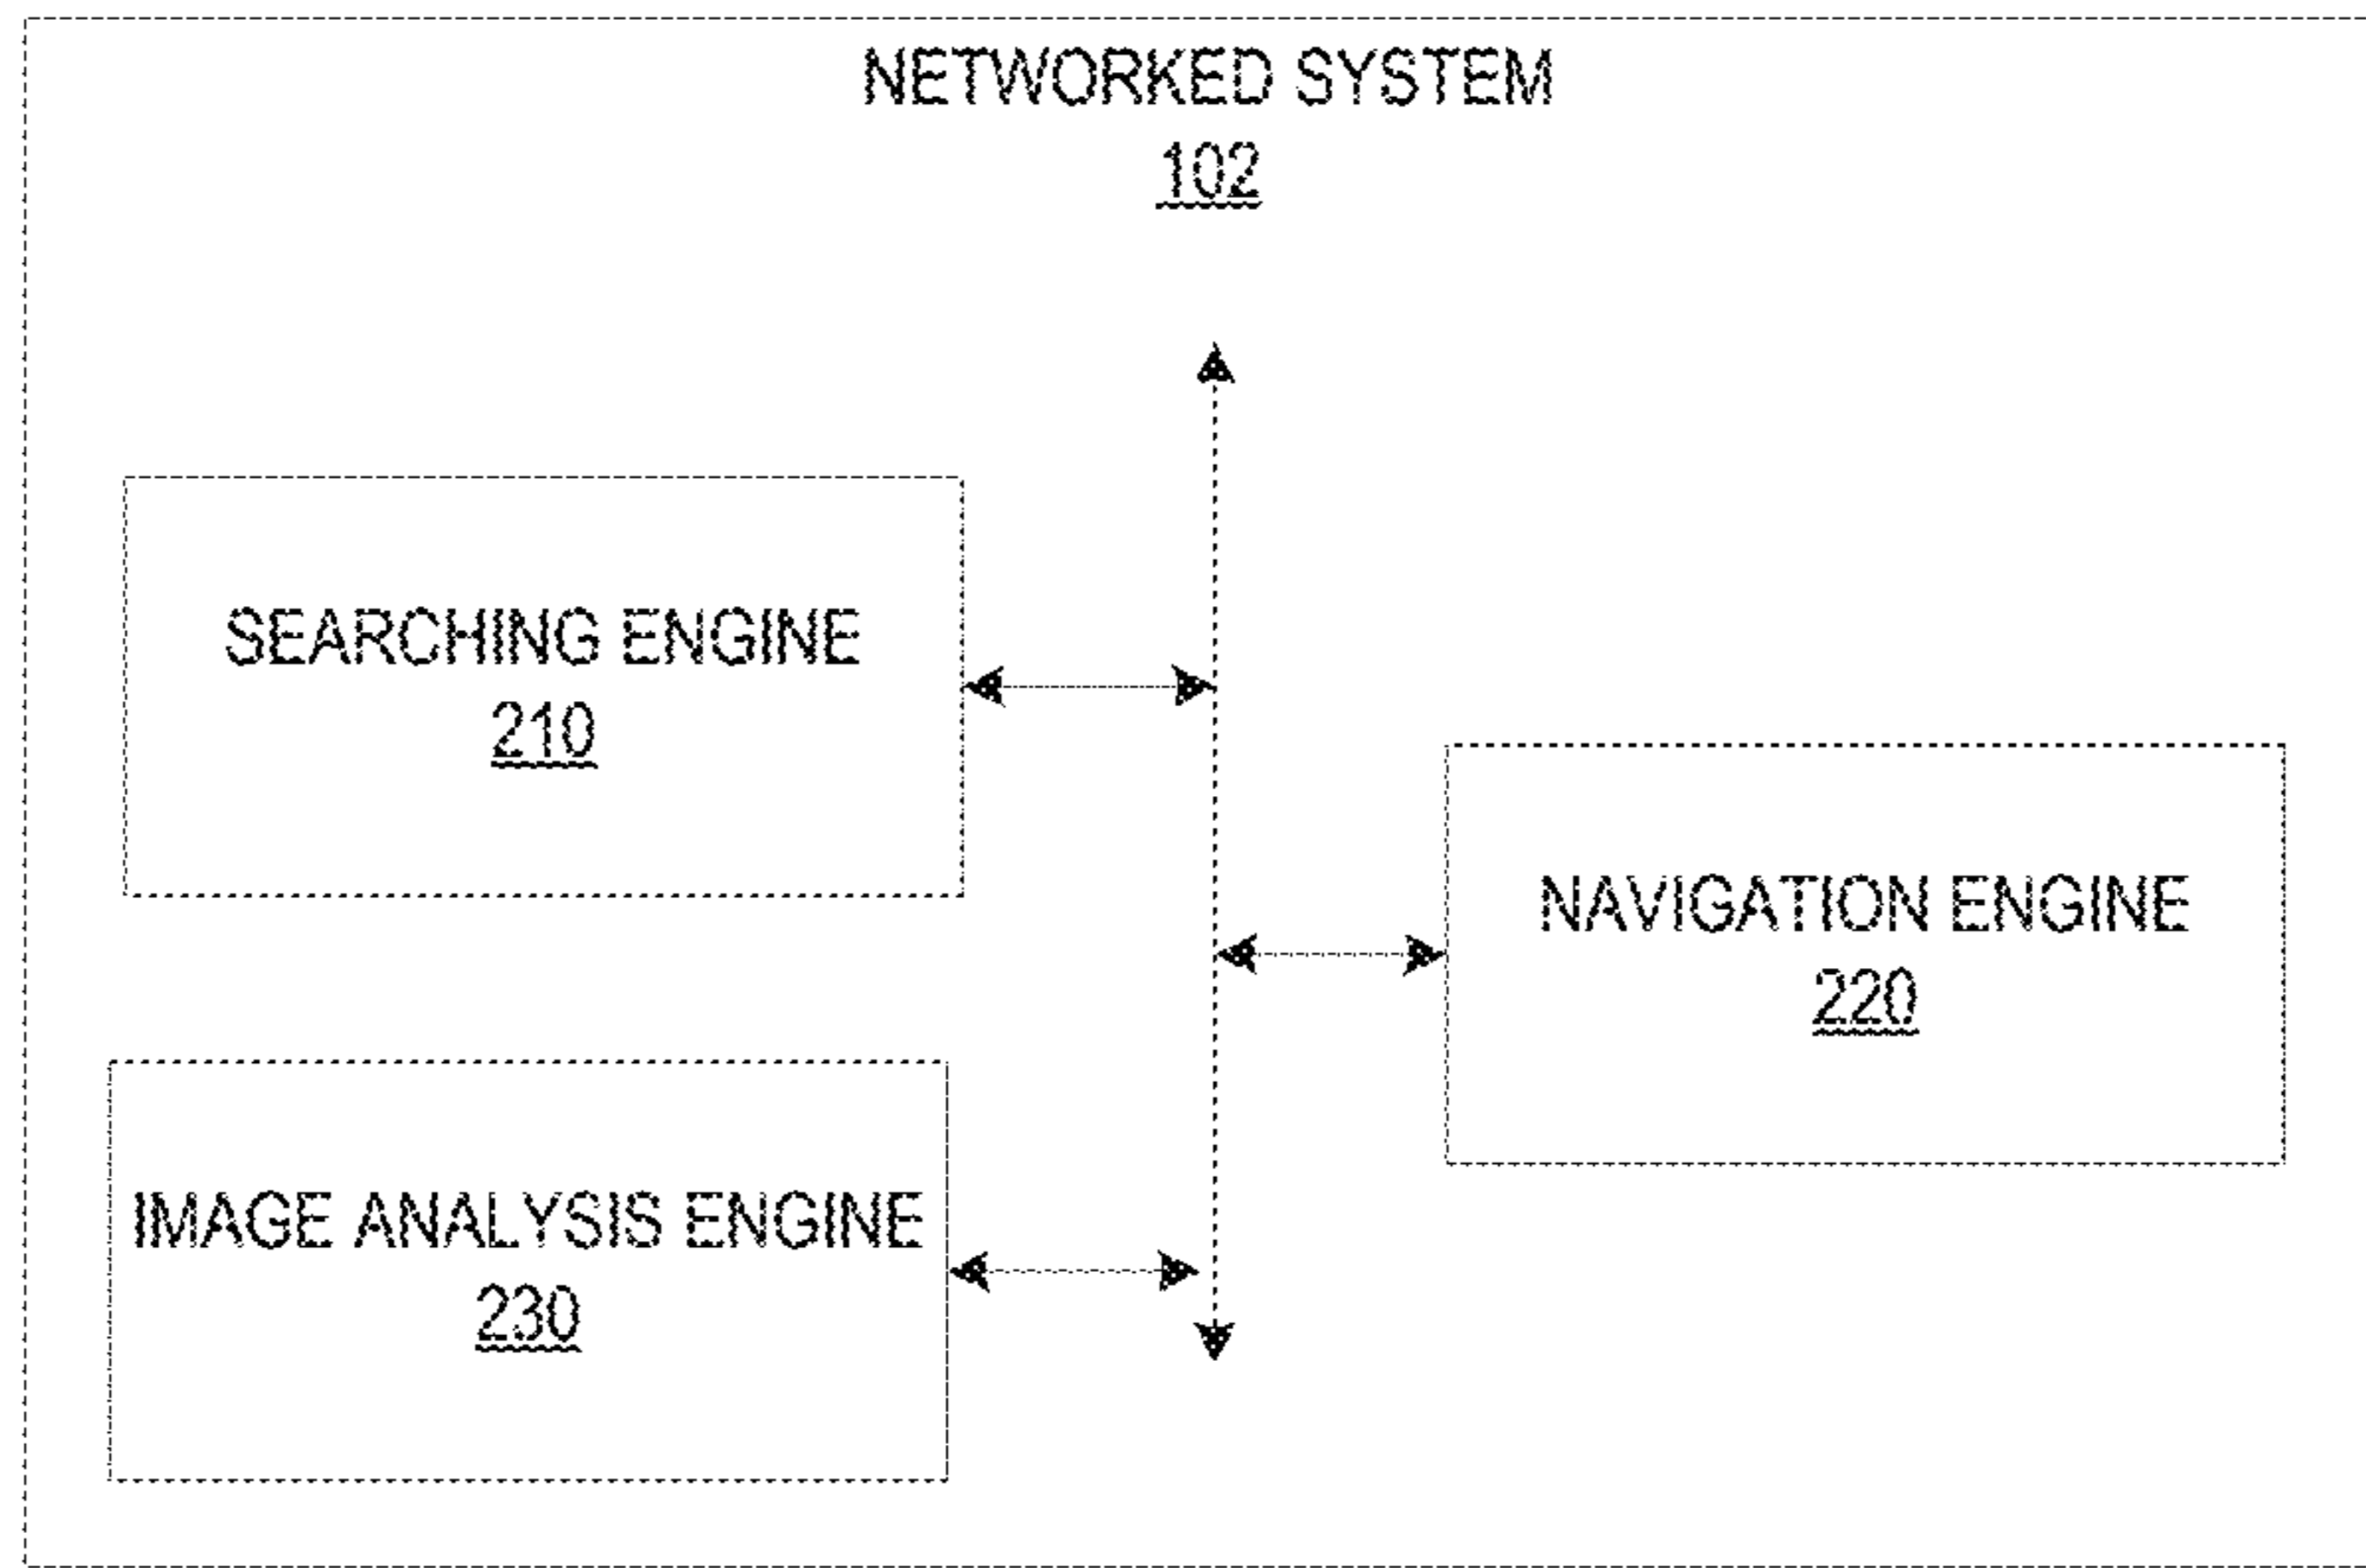 NETWORKED SYSTEM
102
SEARCHING ENGINE
210
NAVIGATION ENGINE
220
IMAGE ANALYSIS ENGINE
230